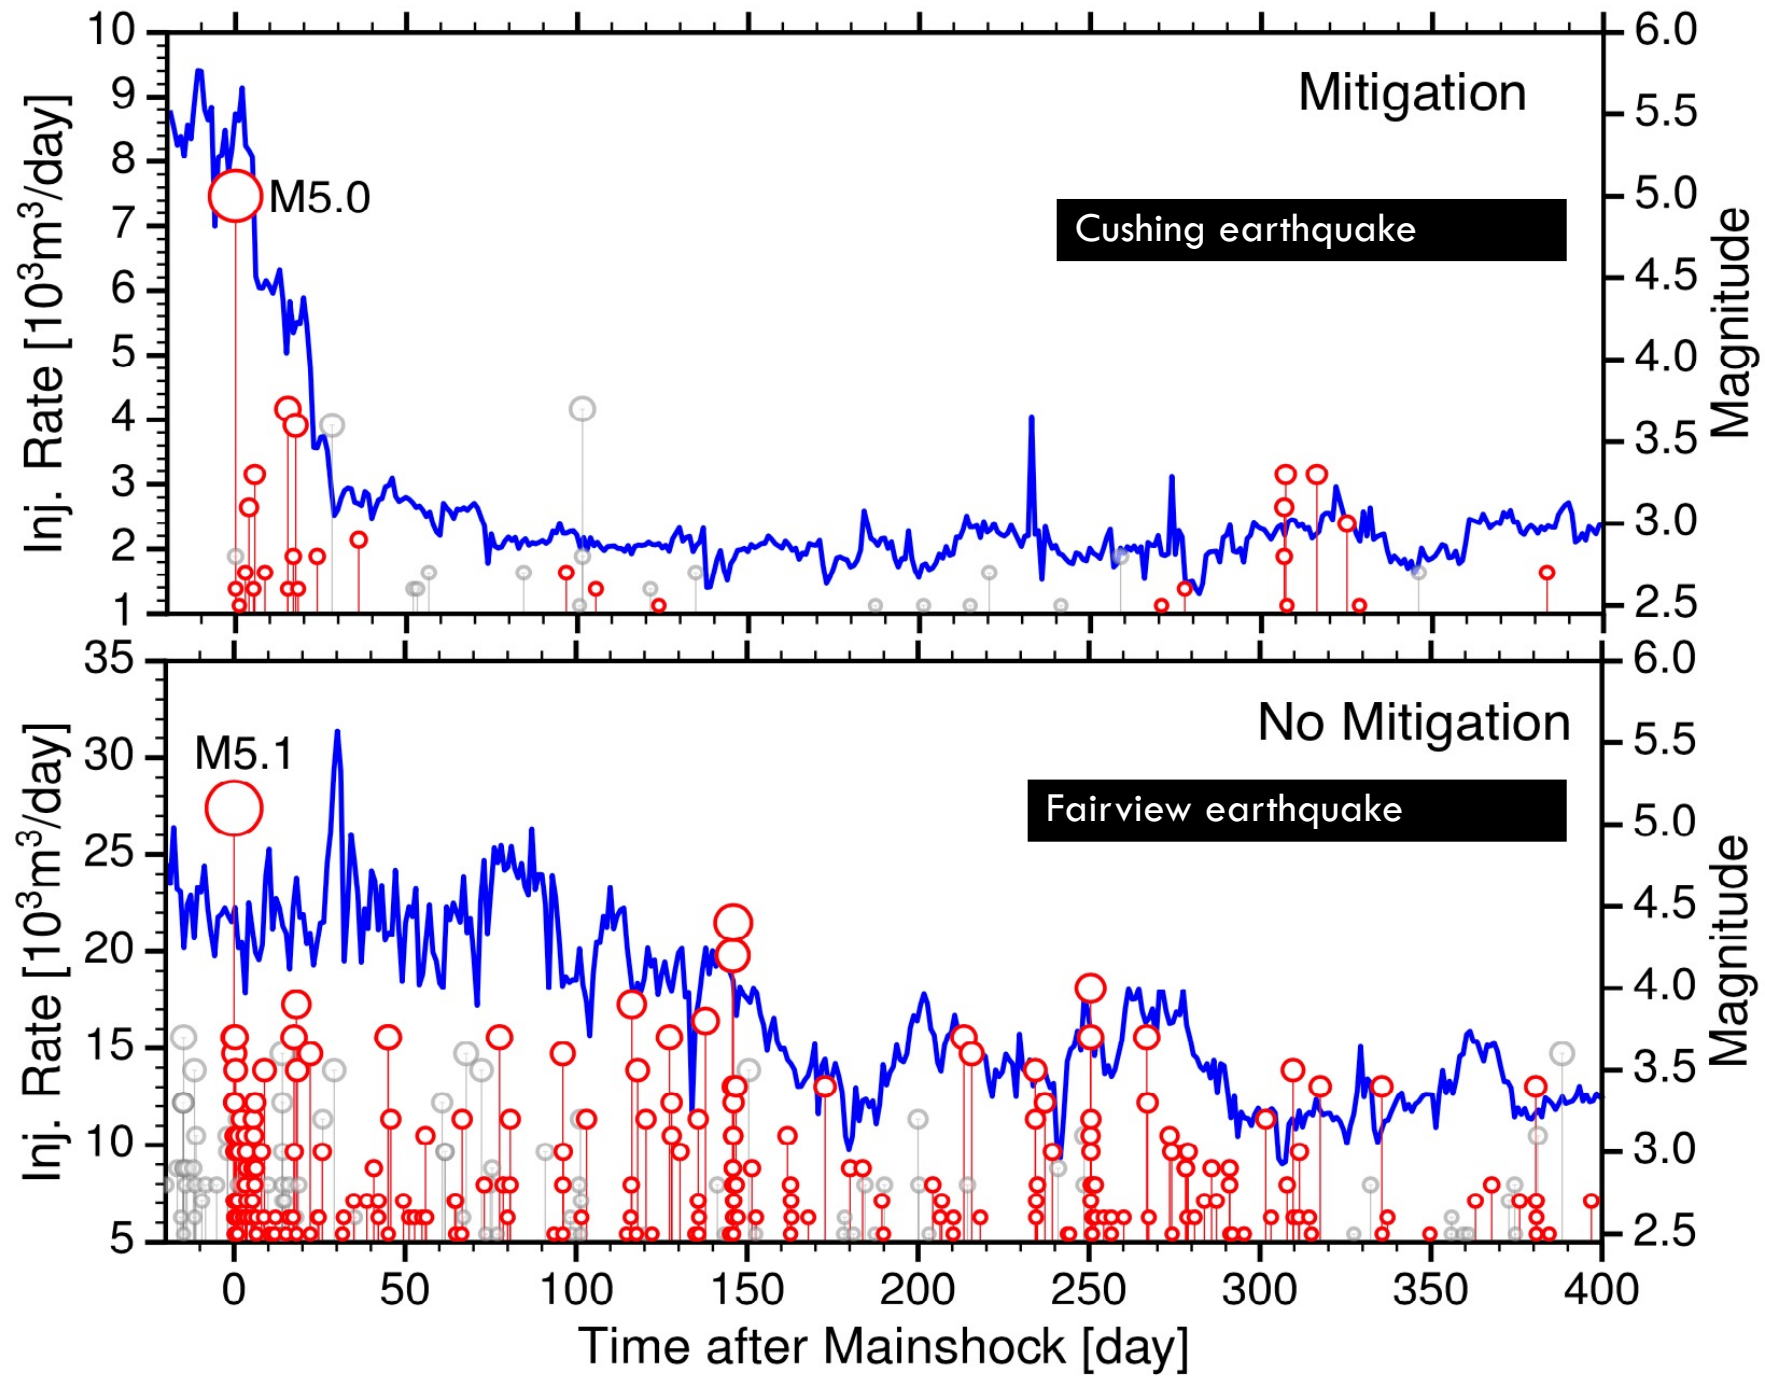 10
9
8
7
6
5
4
3
2
1
Inj. Rate [10³m³/day]
6.0
5.5
5.0
4.5
4.0
3.5
3.0
2.5
Magnitude
Mitigation
M5.0
Cushing earthquake
35
30
25
20
15
10
5
Inj. Rate [10³m³/day]
6.0
5.5
5.0
4.5
4.0
3.5
3.0
2.5
Magnitude
No Mitigation
M5.1
Fairview earthquake
0 50 100 150 200 250 300 350 400
Time after Mainshock [day]